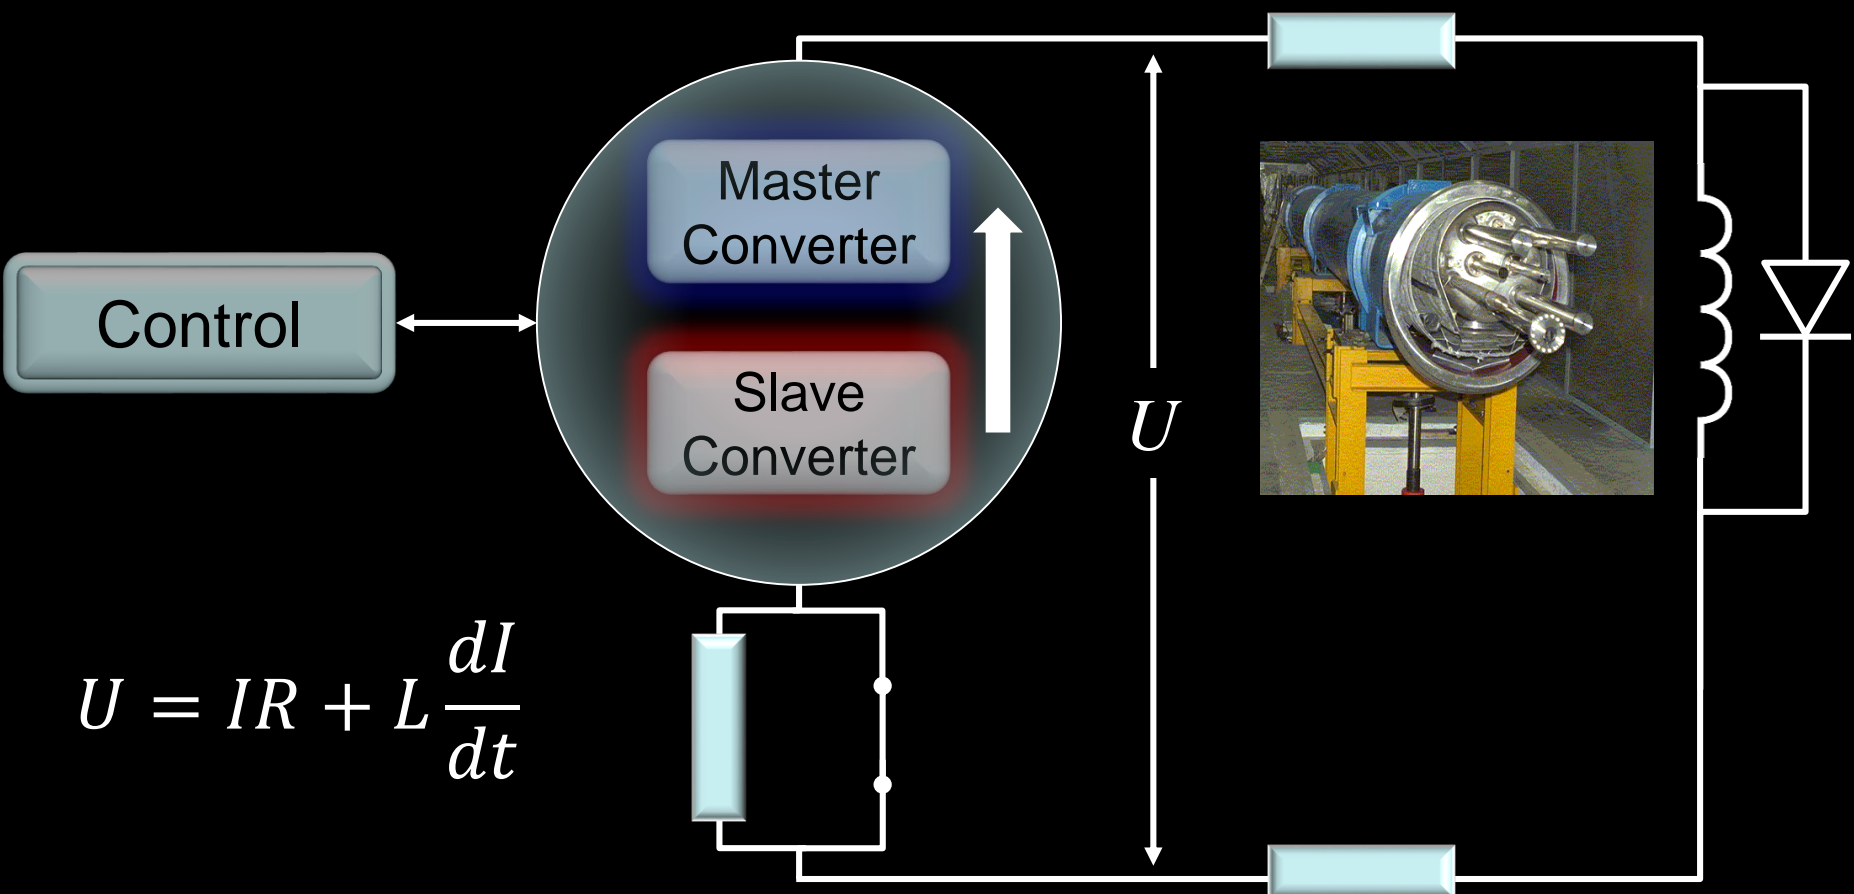 Master
Converter
Control
Slave
Converter
U
U = IR + L dI/dt